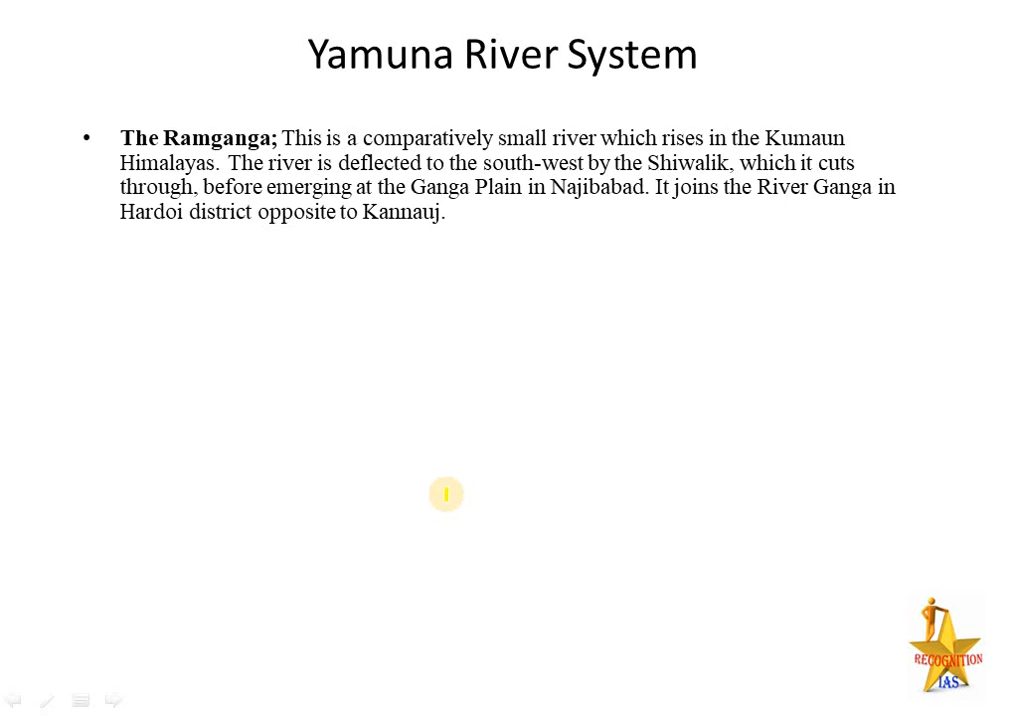 Yamuna River System
• The Ramganga; This is a comparatively small river which rises in the Kumaun
Himalayas. The river is deflected to the south-west by the Shiwalik, which it cuts
through, before emerging at the Ganga Plain in Najibabad. It joins the River Ganga in
Hardoi district opposite to Kannauj.
RECOGNITION
IAS